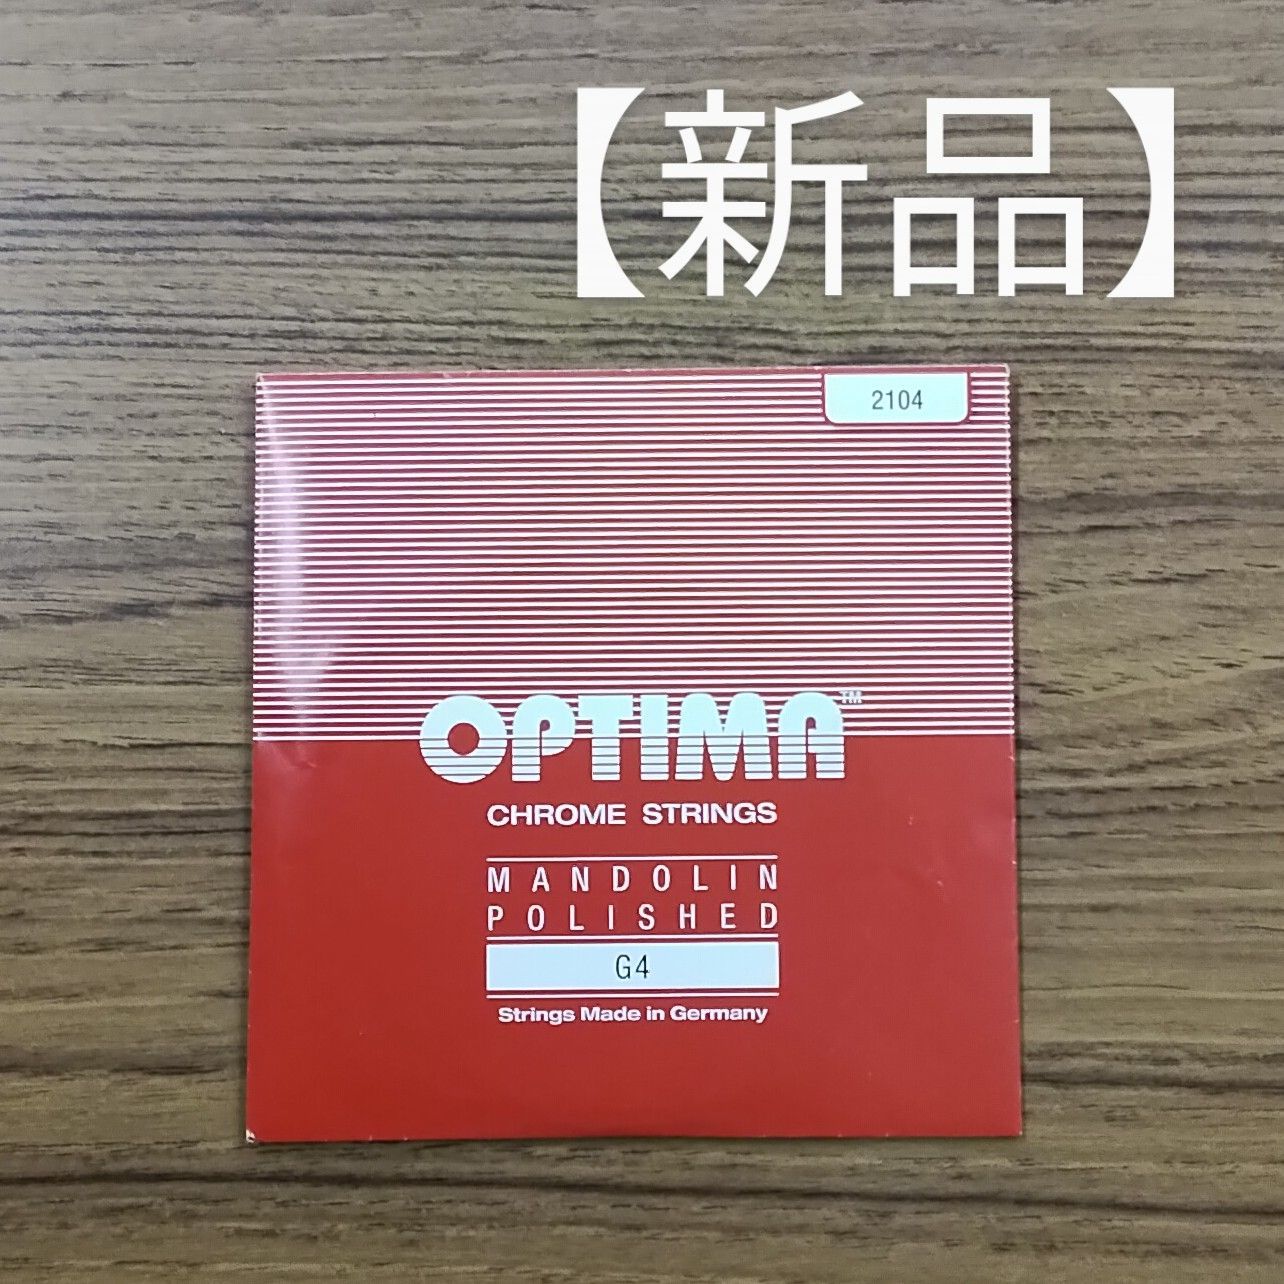 【新品】
2104
OPTIMA™
CHROME STRINGS
MANDOLIN
POLISHED
G4
Strings Made in Germany